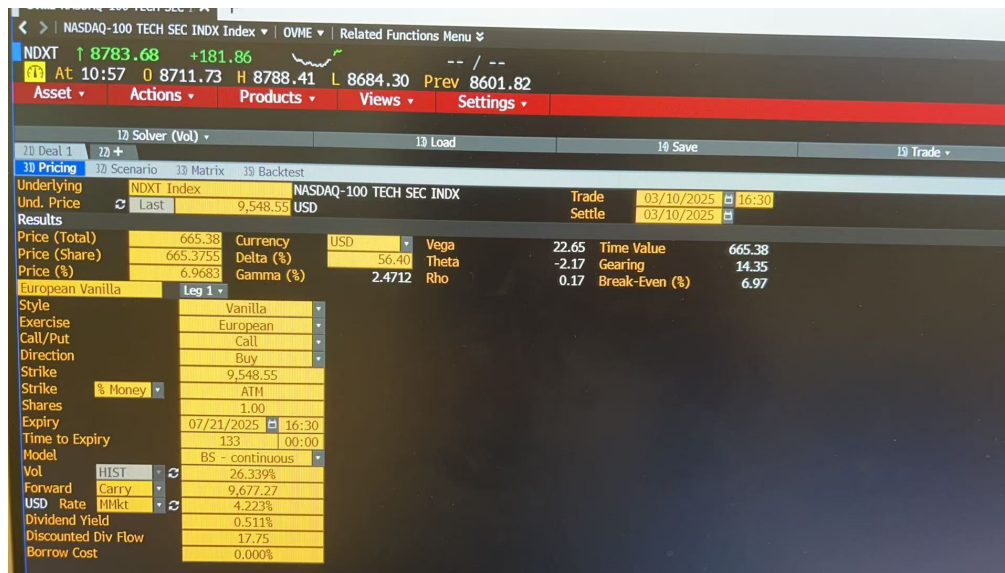 NASDAQ-100 TECH SEC INDX Index ▾ | OVME ▾ | Related Functions Menu
NDXT ↑ 8783.68 +181.86 -- / --
At 10:57 O 8711.73 H 8788.41 L 8684.30 Prev 8601.82
Asset ▾ Actions ▾ Products ▾ Views ▾ Settings ▾
12) Solver (Vol) ▾ 13) Load 14) Save 15) Trade ▾
21) Deal 1 22) +
31) Pricing 32) Scenario 33) Matrix 35) Backtest
Underlying NDXT Index NASDAQ-100 TECH SEC INDX Trade 03/10/2025 16:30
Und. Price Last 9,548.55 USD Settle 03/10/2025
Results
Price (Total) 665.38 Currency USD Vega 22.65 Time Value 665.38
Price (Share) 665.3755 Delta (%) 56.40 Theta -2.17 Gearing 14.35
Price (%) 6.9683 Gamma (%) 2.4712 Rho 0.17 Break-Even (%) 6.97
European Vanilla Leg 1 ▾
Style Vanilla
Exercise European
Call/Put Call
Direction Buy
Strike 9,548.55
Strike % Money ATM
Shares 1.00
Expiry 07/21/2025 16:30
Time to Expiry 133 00:00
Model BS - continuous
Vol HIST 26.339%
Forward Carry 9,677.27
USD Rate MMkt 4.223%
Dividend Yield 0.511%
Discounted Div Flow 17.75
Borrow Cost 0.000%